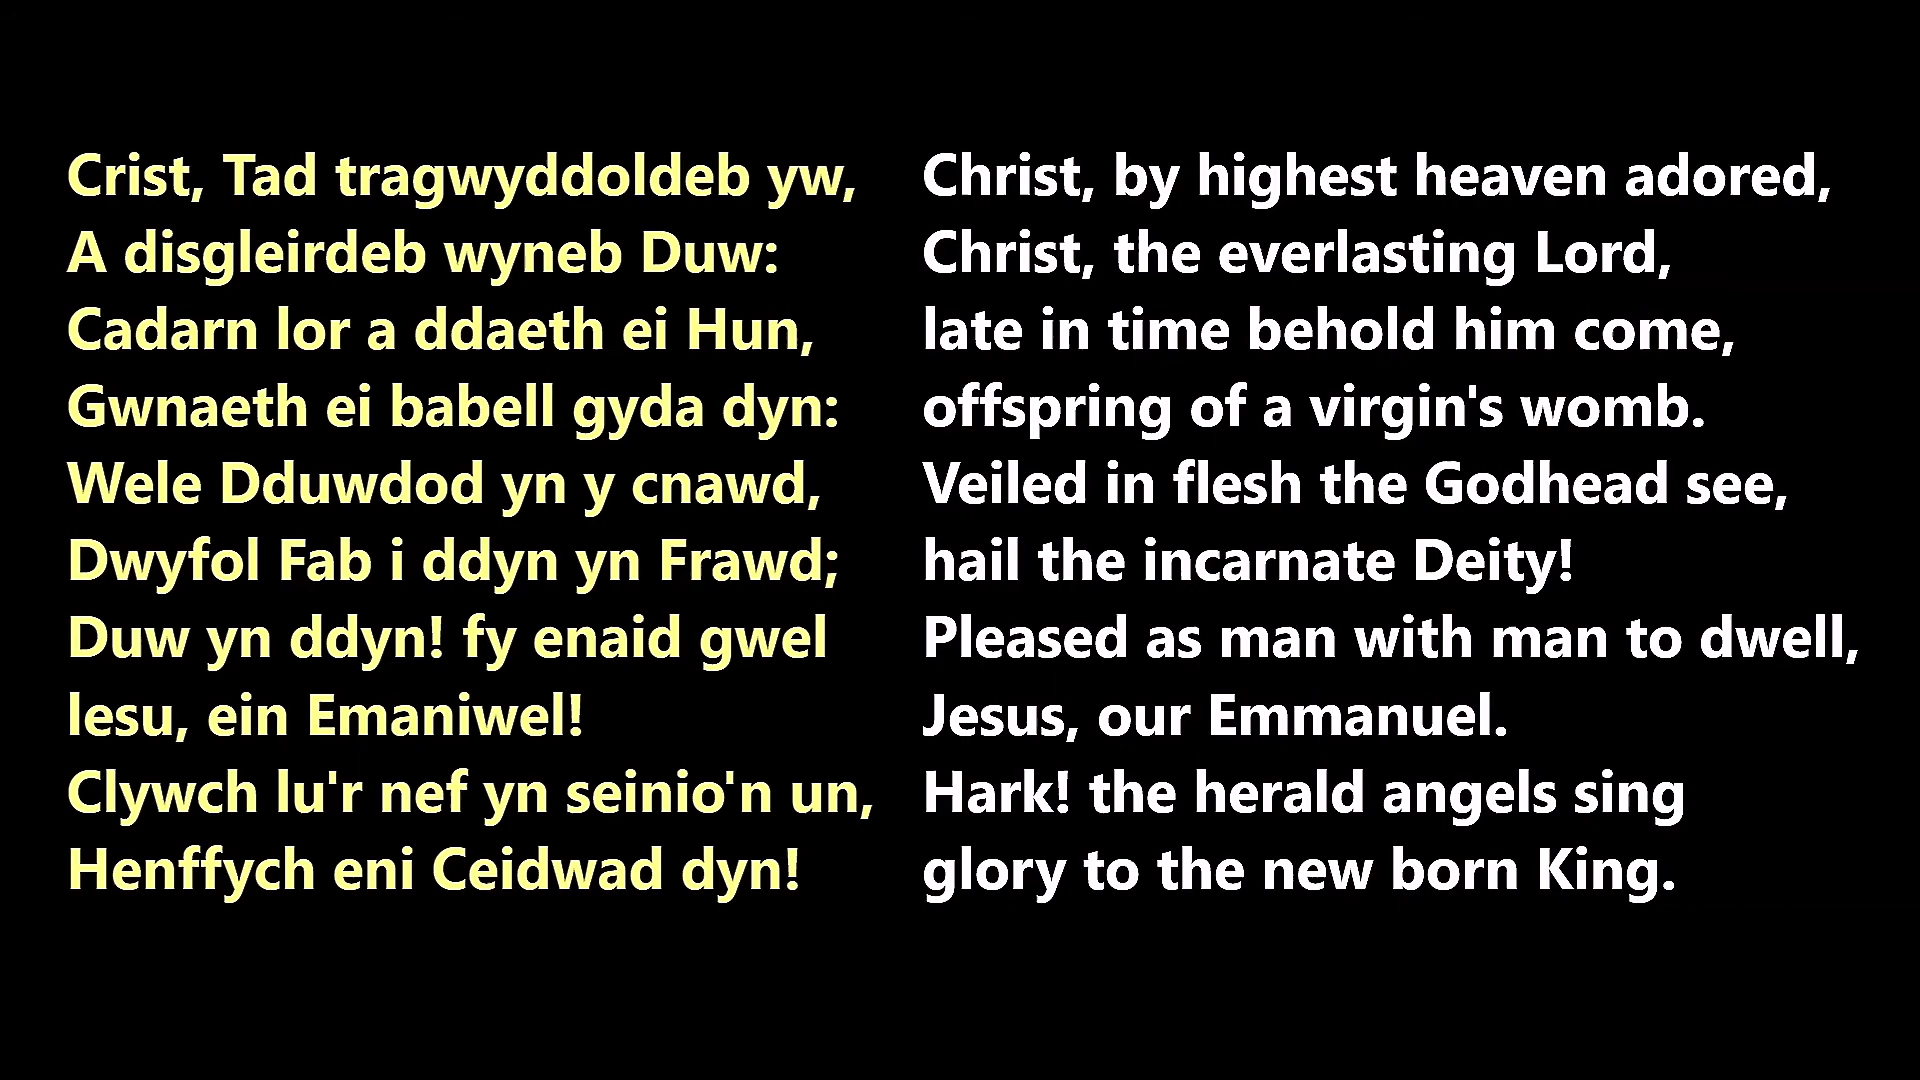 Crist, Tad tragwyddoldeb yw,
A disgleirdeb wyneb Duw:
Cadarn Ior a ddaeth ei Hun,
Gwnaeth ei babell gyda dyn:
Wele Dduwdod yn y cnawd,
Dwyfol Fab i ddyn yn Frawd;
Duw yn ddyn! fy enaid gwel
Iesu, ein Emaniwel!
Clywch lu'r nef yn seinio'n un,
Henffych eni Ceidwad dyn!
Christ, by highest heaven adored,
Christ, the everlasting Lord,
late in time behold him come,
offspring of a virgin's womb.
Veiled in flesh the Godhead see,
hail the incarnate Deity!
Pleased as man with man to dwell,
Jesus, our Emmanuel.
Hark! the herald angels sing
glory to the new born King.